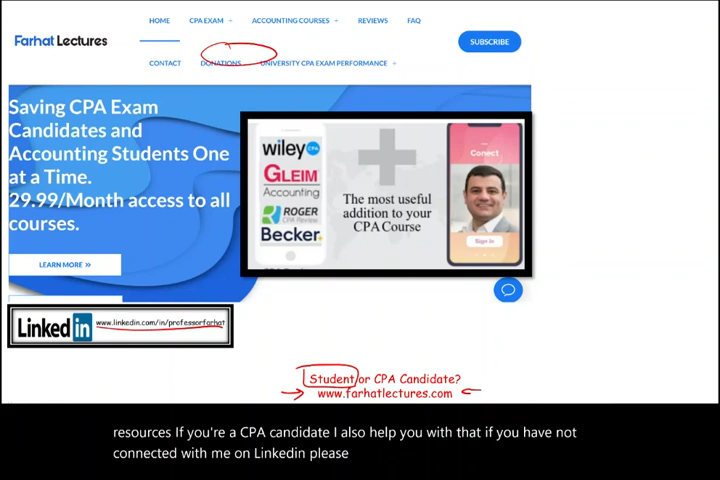 HOME
CPA EXAM
ACCOUNTING COURSES
REVIEWS
FAQ
Farhat Lectures
SUBSCRIBE
CONTACT
DONATIONS
UNIVERSITY CPA EXAM PERFORMANCE
Saving CPA Exam
Candidates and
Accounting Students One
at a Time.
29.99/Month access to all
courses.
LEARN MORE »
wiley CPA
GLEIM
Accounting
ROGER
CPA Review
Becker
The most useful
addition to your
CPA Course
Conect
Sign in
Linked in
www.linkedin.com/in/professorfarhat
Student or CPA Candidate?
www.farhatlectures.com
resources If you're a CPA candidate I also help you with that if you have not
connected with me on Linkedin please